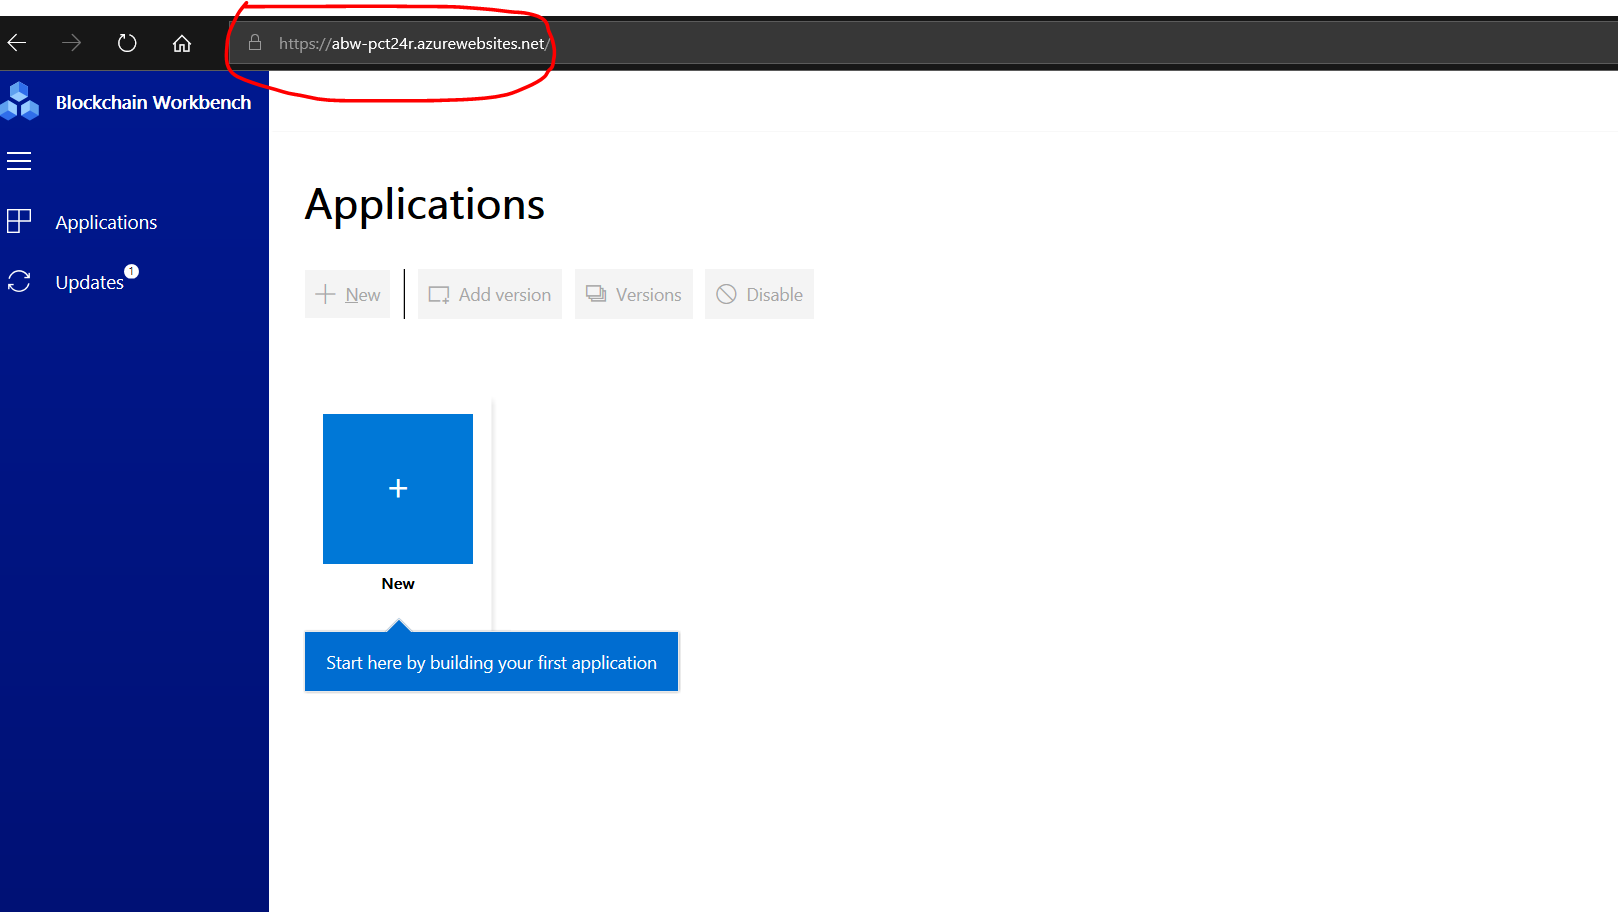 https://abw-pct24r.azurewebsites.net/
Blockchain Workbench
Applications
Updates 1
Applications
New
Add version
Versions
Disable
New
Start here by building your first application